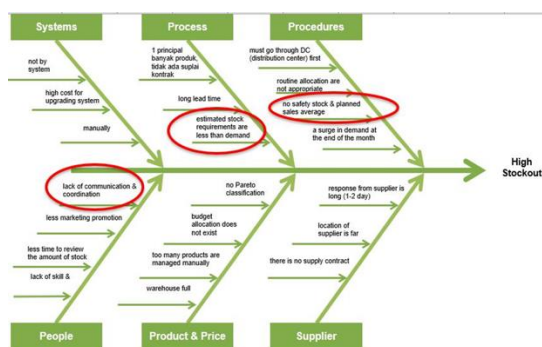 Systems
Process
Procedures
not by
system
high cost for
upgrading system
manually
1 principal
banyak produk,
tidak ada suplai
kontrak
long lead time
estimated stock
requirements are
less than demand
must go through DC
(distribution center) first
routine allocation are
not appropriate
no safety stock & planned
sales average
a surge in demand at
the end of the month
High
Stockout
lack of communication &
coordination
less marketing promotion
less time to review
the amount of stock
lack of skill &
no Pareto
classification
budget
allocation does
not exist
too many products are
managed manually
warehouse full
response from supplier is
long (1-2 day)
location of
supplier is far
there is no supply contract
People
Product & Price
Supplier